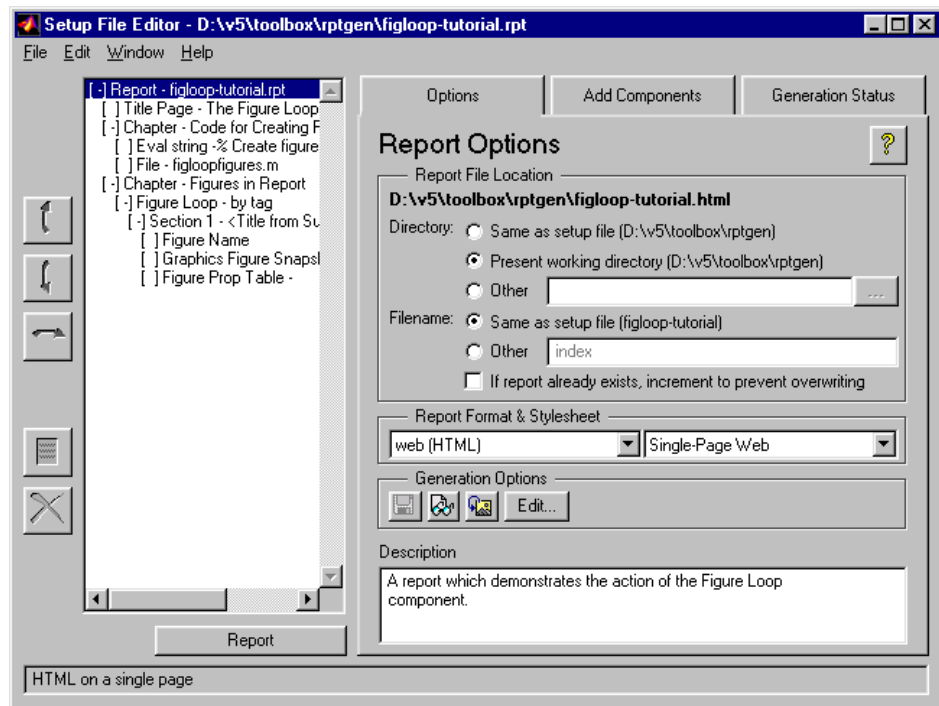 Setup File Editor - D:\v5\toolbox\rptgen\figloop-tutorial.rpt
File Edit Window Help
[-] Report - figloop-tutorial.rpt
[ ] Title Page - The Figure Loop
[-] Chapter - Code for Creating F
[ ] Eval string -% Create figure
[ ] File - figloopfigures.m
[-] Chapter - Figures in Report
[-] Figure Loop - by tag
[-] Section 1 - <Title from Su
[ ] Figure Name
[ ] Graphics Figure Snapsl
[ ] Figure Prop Table -
Report
Options
Add Components
Generation Status
Report Options
?
Report File Location
D:\v5\toolbox\rptgen\figloop-tutorial.html
Directory: Same as setup file (D:\v5\toolbox\rptgen)
Present working directory (D:\v5\toolbox\rptgen)
Other ...
Filename: Same as setup file (figloop-tutorial)
Other index
If report already exists, increment to prevent overwriting
Report Format & Stylesheet
web (HTML) Single-Page Web
Generation Options
Edit...
Description
A report which demonstrates the action of the Figure Loop
component.
HTML on a single page